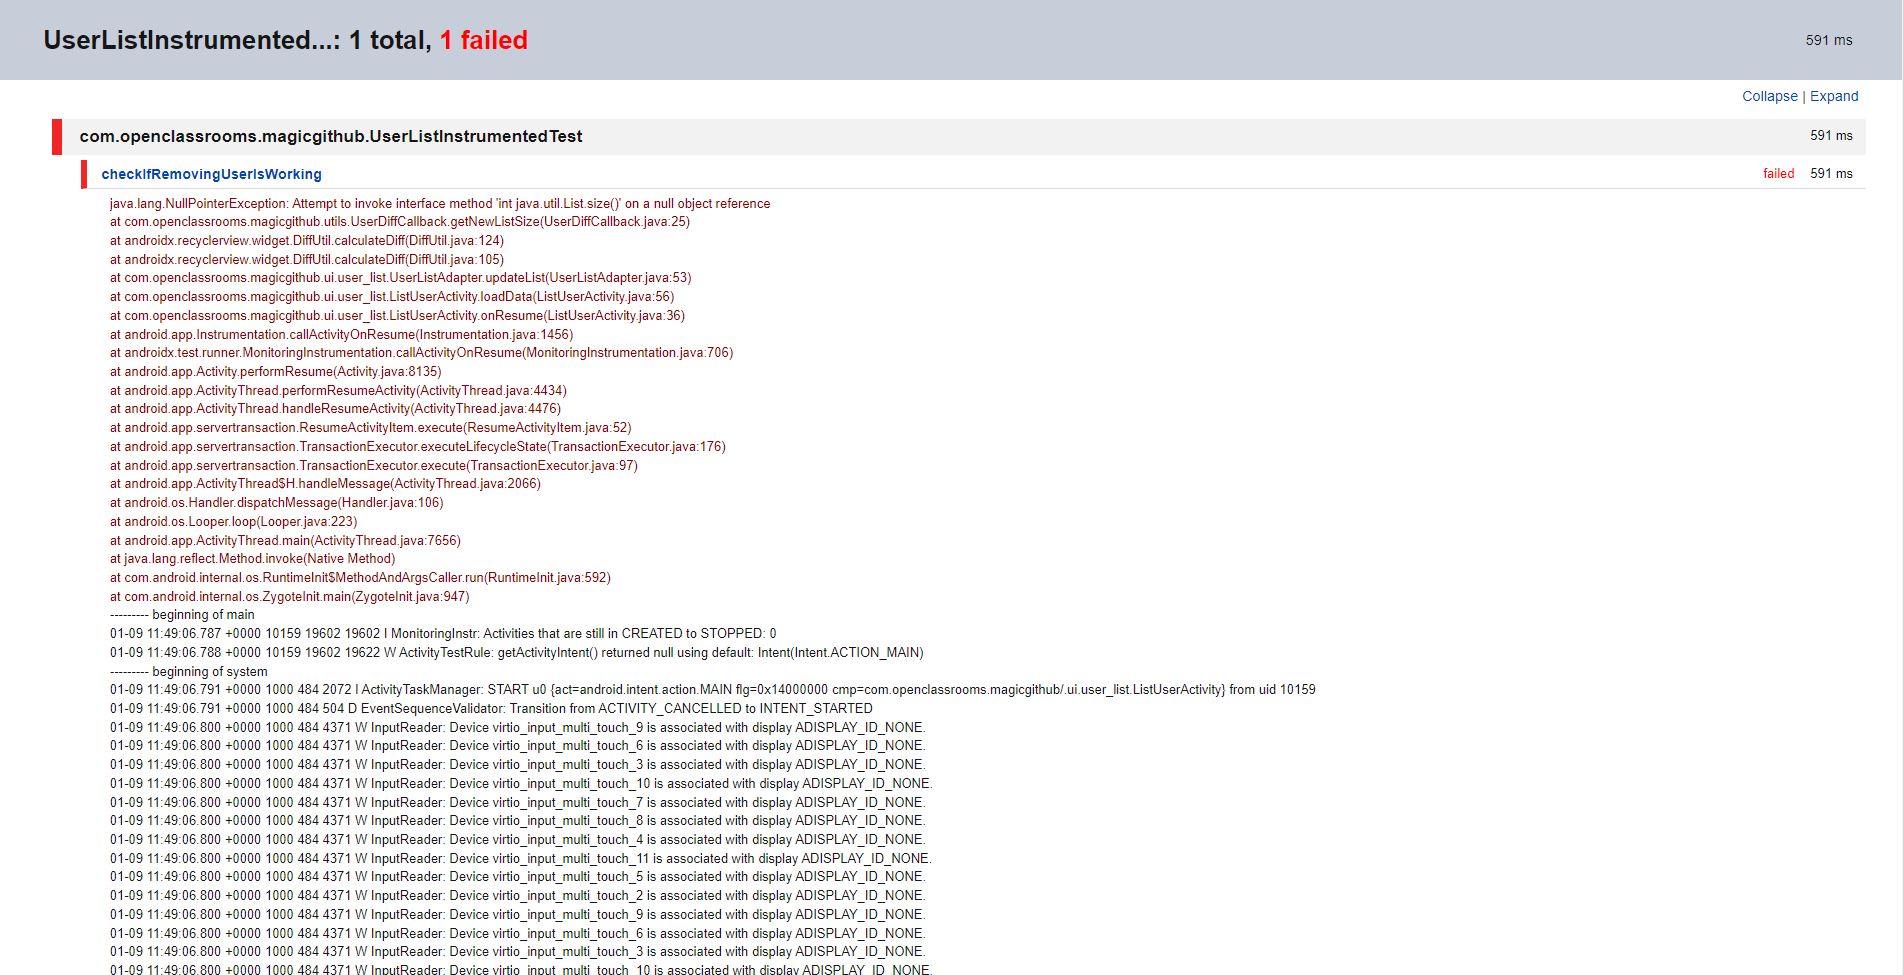 UserListInstrumented...: 1 total, 1 failed
591 ms
Collapse | Expand
com.openclassrooms.magicgithub.UserListInstrumentedTest
591 ms
checkIfRemovingUserIsWorking
failed 591 ms
java.lang.NullPointerException: Attempt to invoke interface method 'int java.util.List.size()' on a null object reference
at com.openclassrooms.magicgithub.utils.UserDiffCallback.getNewListSize(UserDiffCallback.java:25)
at androidx.recyclerview.widget.DiffUtil.calculateDiff(DiffUtil.java:124)
at androidx.recyclerview.widget.DiffUtil.calculateDiff(DiffUtil.java:105)
at com.openclassrooms.magicgithub.ui.user_list.UserListAdapter.updateList(UserListAdapter.java:53)
at com.openclassrooms.magicgithub.ui.user_list.ListUserActivity.loadData(ListUserActivity.java:56)
at com.openclassrooms.magicgithub.ui.user_list.ListUserActivity.onResume(ListUserActivity.java:36)
at android.app.Instrumentation.callActivityOnResume(Instrumentation.java:1456)
at androidx.test.runner.MonitoringInstrumentation.callActivityOnResume(MonitoringInstrumentation.java:706)
at android.app.Activity.performResume(Activity.java:8135)
at android.app.ActivityThread.performResumeActivity(ActivityThread.java:4434)
at android.app.ActivityThread.handleResumeActivity(ActivityThread.java:4476)
at android.app.servertransaction.ResumeActivityItem.execute(ResumeActivityItem.java:52)
at android.app.servertransaction.TransactionExecutor.executeLifecycleState(TransactionExecutor.java:176)
at android.app.servertransaction.TransactionExecutor.execute(TransactionExecutor.java:97)
at android.app.ActivityThread$H.handleMessage(ActivityThread.java:2066)
at android.os.Handler.dispatchMessage(Handler.java:106)
at android.os.Looper.loop(Looper.java:223)
at android.app.ActivityThread.main(ActivityThread.java:7656)
at java.lang.reflect.Method.invoke(Native Method)
at com.android.internal.os.RuntimeInit$MethodAndArgsCaller.run(RuntimeInit.java:592)
at com.android.internal.os.ZygoteInit.main(ZygoteInit.java:947)
--------- beginning of main
01-09 11:49:06.787 +0000 10159 19602 19602 I MonitoringInstr: Activities that are still in CREATED to STOPPED: 0
01-09 11:49:06.788 +0000 10159 19602 19622 W ActivityTestRule: getActivityIntent() returned null using default: Intent(Intent.ACTION_MAIN)
--------- beginning of system
01-09 11:49:06.791 +0000 1000 484 2072 I ActivityTaskManager: START u0 {act=android.intent.action.MAIN flg=0x14000000 cmp=com.openclassrooms.magicgithub/.ui.user_list.ListUserActivity} from uid 10159
01-09 11:49:06.791 +0000 1000 484 504 D EventSequenceValidator: Transition from ACTIVITY_CANCELLED to INTENT_STARTED
01-09 11:49:06.800 +0000 1000 484 4371 W InputReader: Device virtio_input_multi_touch_9 is associated with display ADISPLAY_ID_NONE.
01-09 11:49:06.800 +0000 1000 484 4371 W InputReader: Device virtio_input_multi_touch_6 is associated with display ADISPLAY_ID_NONE.
01-09 11:49:06.800 +0000 1000 484 4371 W InputReader: Device virtio_input_multi_touch_3 is associated with display ADISPLAY_ID_NONE.
01-09 11:49:06.800 +0000 1000 484 4371 W InputReader: Device virtio_input_multi_touch_10 is associated with display ADISPLAY_ID_NONE.
01-09 11:49:06.800 +0000 1000 484 4371 W InputReader: Device virtio_input_multi_touch_7 is associated with display ADISPLAY_ID_NONE.
01-09 11:49:06.800 +0000 1000 484 4371 W InputReader: Device virtio_input_multi_touch_8 is associated with display ADISPLAY_ID_NONE.
01-09 11:49:06.800 +0000 1000 484 4371 W InputReader: Device virtio_input_multi_touch_4 is associated with display ADISPLAY_ID_NONE.
01-09 11:49:06.800 +0000 1000 484 4371 W InputReader: Device virtio_input_multi_touch_11 is associated with display ADISPLAY_ID_NONE.
01-09 11:49:06.800 +0000 1000 484 4371 W InputReader: Device virtio_input_multi_touch_5 is associated with display ADISPLAY_ID_NONE.
01-09 11:49:06.800 +0000 1000 484 4371 W InputReader: Device virtio_input_multi_touch_2 is associated with display ADISPLAY_ID_NONE.
01-09 11:49:06.800 +0000 1000 484 4371 W InputReader: Device virtio_input_multi_touch_9 is associated with display ADISPLAY_ID_NONE.
01-09 11:49:06.800 +0000 1000 484 4371 W InputReader: Device virtio_input_multi_touch_6 is associated with display ADISPLAY_ID_NONE.
01-09 11:49:06.800 +0000 1000 484 4371 W InputReader: Device virtio_input_multi_touch_3 is associated with display ADISPLAY_ID_NONE.
01-09 11:49:06.800 +0000 1000 484 4371 W InputReader: Device virtio_input_multi_touch_10 is associated with display ADISPLAY_ID_NONE.